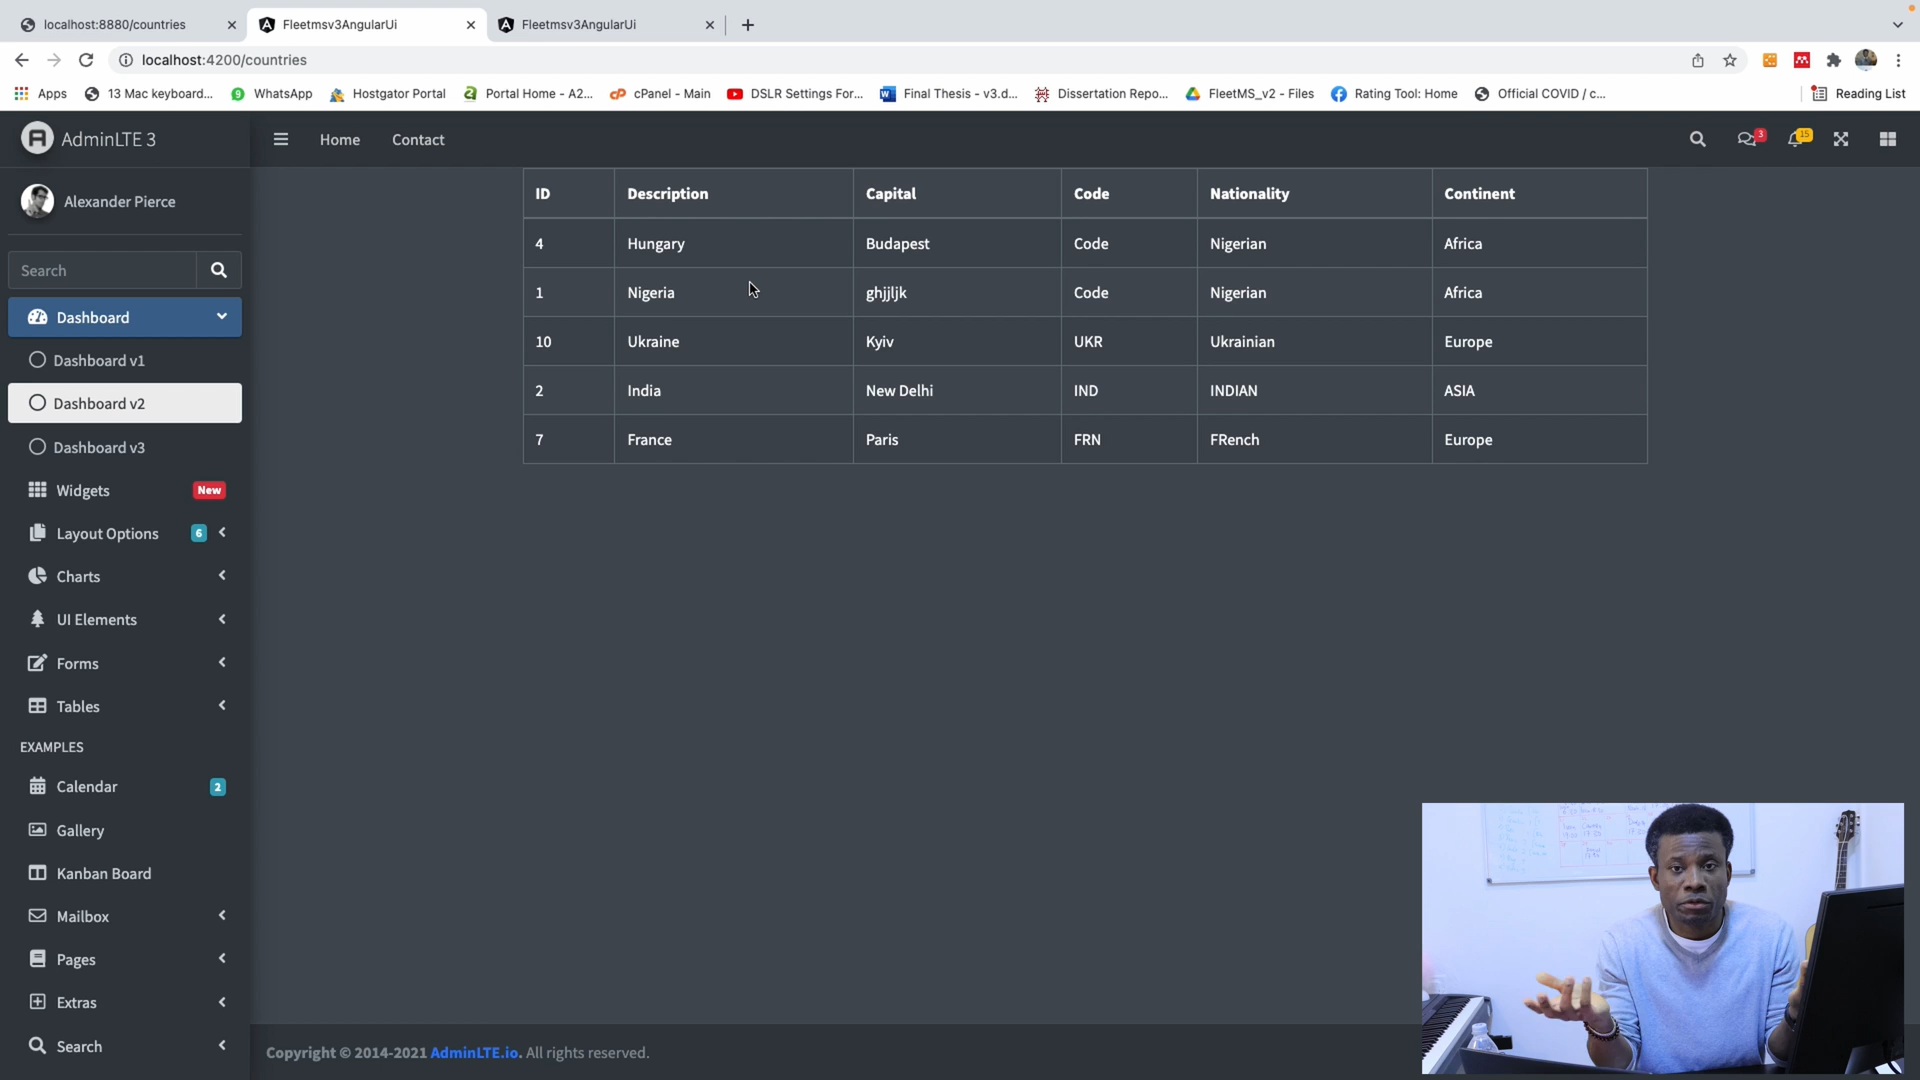 localhost:8880/countries
Fleetmsv3AngularUi
Fleetmsv3AngularUi
localhost:4200/countries
Apps
13 Mac keyboard...
WhatsApp
Hostgator Portal
Portal Home - A2...
cPanel - Main
DSLR Settings For...
Final Thesis - v3.d...
Dissertation Repo...
FleetMS_v2 - Files
Rating Tool: Home
Official COVID / c...
Reading List
AdminLTE 3
Home Contact
3
15
Alexander Pierce
Search
Dashboard
Dashboard v1
Dashboard v2
Dashboard v3
Widgets New
Layout Options 6
Charts
UI Elements
Forms
Tables
EXAMPLES
Calendar 2
Gallery
Kanban Board
Mailbox
Pages
Extras
Search
ID Description Capital Code Nationality Continent
4 Hungary Budapest Code Nigerian Africa
1 Nigeria ghjjljk Code Nigerian Africa
10 Ukraine Kyiv UKR Ukrainian Europe
2 India New Delhi IND INDIAN ASIA
7 France Paris FRN FRench Europe
Copyright © 2014-2021 AdminLTE.io. All rights reserved.